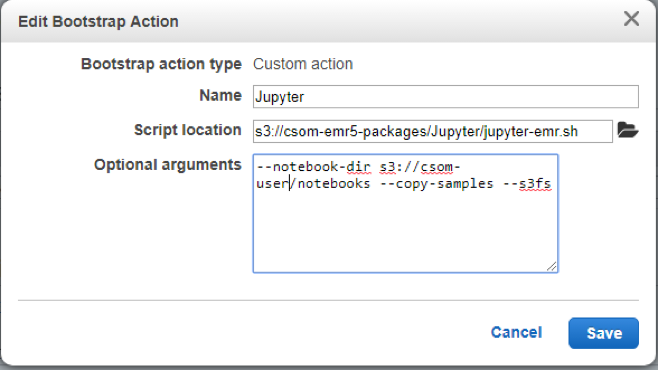 Edit Bootstrap Action
Bootstrap action type Custom action
Name Jupyter
Script location s3://csom-emr5-packages/Jupyter/jupyter-emr.sh
Optional arguments --notebook-dir s3://csom-
user/notebooks --copy-samples --s3fs
Cancel Save